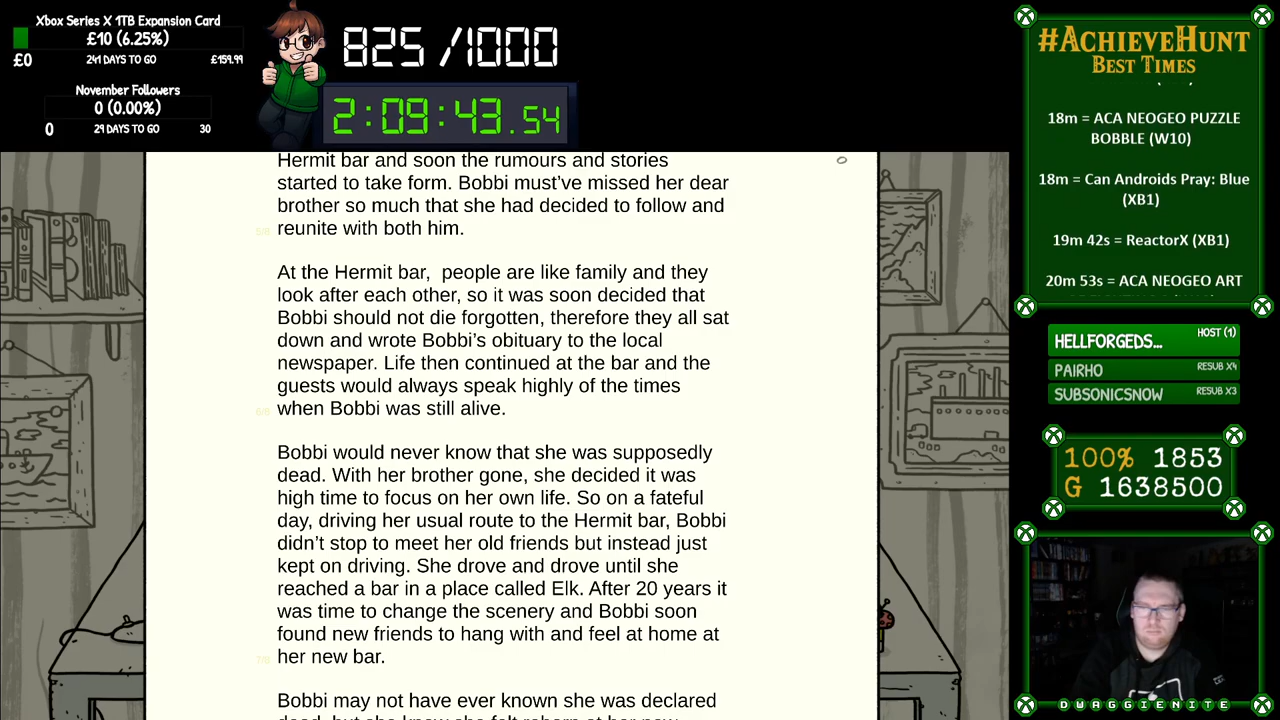 Xbox Series X 1TB Expansion Card
£10 (6.25%)
£0
241 DAYS TO GO
£159.99
November Followers
0 (0.00%)
0
29 DAYS TO GO
30
825 /1000
2:09:43.54
#ACHIEVEHUNT
BEST TIMES
18m = ACA NEOGEO PUZZLE
BOBBLE (W10)
18m = Can Androids Pray: Blue
(XB1)
19m 42s = ReactorX (XB1)
20m 53s = ACA NEOGEO ART
HELLFORGEDS...
HOST (1)
PAIRHO
RESUB X4
SUBSONICSNOW
RESUB X3
100% 1853
G 1638500
DWAGGIENITE
Hermit bar and soon the rumours and stories
started to take form. Bobbi must've missed her dear
brother so much that she had decided to follow and
5/8 reunite with both him.
At the Hermit bar,  people are like family and they
look after each other, so it was soon decided that
Bobbi should not die forgotten, therefore they all sat
down and wrote Bobbi's obituary to the local
newspaper. Life then continued at the bar and the
guests would always speak highly of the times
6/8 when Bobbi was still alive.
Bobbi would never know that she was supposedly
dead. With her brother gone, she decided it was
high time to focus on her own life. So on a fateful
day, driving her usual route to the Hermit bar, Bobbi
didn't stop to meet her old friends but instead just
kept on driving. She drove and drove until she
reached a bar in a place called Elk. After 20 years it
was time to change the scenery and Bobbi soon
found new friends to hang with and feel at home at
7/8 her new bar.
Bobbi may not have ever known she was declared